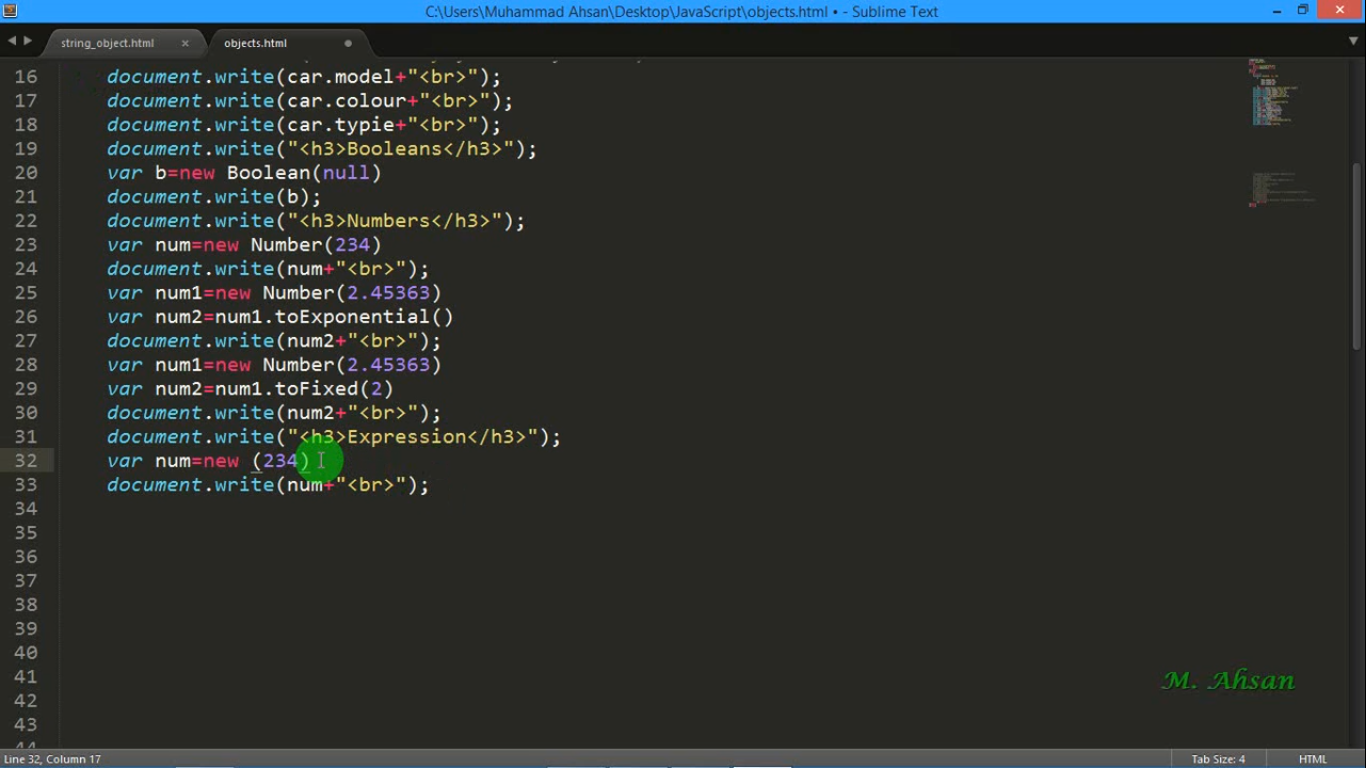 C:\Users\Muhammad Ahsan\Desktop\JavaScript\objects.html • - Sublime Text
string_object.html × objects.html
16 document.write(car.model+"<br>");
17 document.write(car.colour+"<br>");
18 document.write(car.typie+"<br>");
19 document.write("<h3>Booleans</h3>");
20 var b=new Boolean(null)
21 document.write(b);
22 document.write("<h3>Numbers</h3>");
23 var num=new Number(234)
24 document.write(num+"<br>");
25 var num1=new Number(2.45363)
26 var num2=num1.toExponential()
27 document.write(num2+"<br>");
28 var num1=new Number(2.45363)
29 var num2=num1.toFixed(2)
30 document.write(num2+"<br>");
31 document.write("<h3>Expression</h3>");
32 var num=new (234)
33 document.write(num+"<br>");
34
35
36
37
38
39
40
41
42
43
M. Ahsan
Line 32, Column 17 Tab Size: 4 HTML